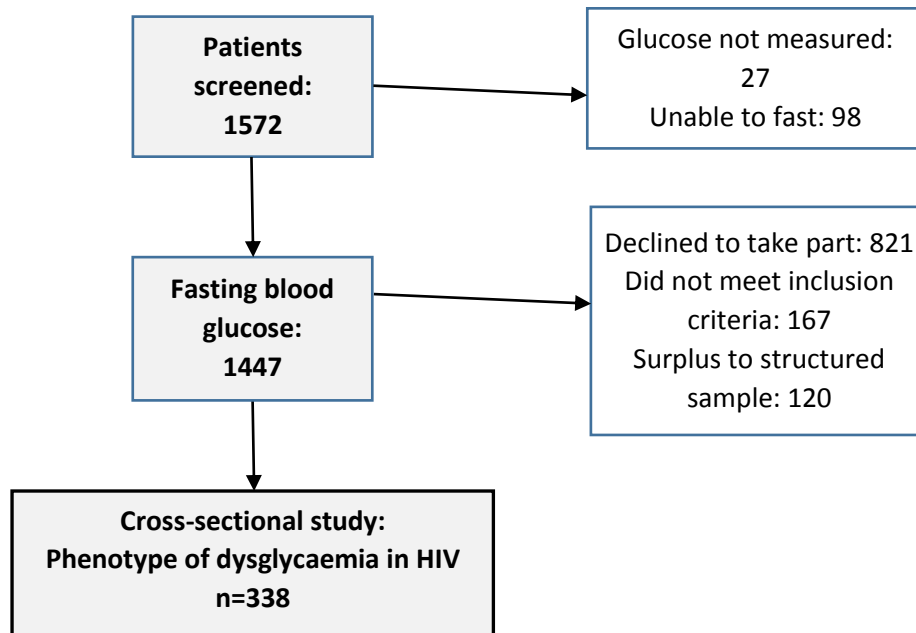 Patients
screened:
1572
Glucose not measured:
27
Unable to fast: 98
Fasting blood
glucose:
1447
Declined to take part: 821
Did not meet inclusion
criteria: 167
Surplus to structured
sample: 120
Cross-sectional study:
Phenotype of dysglycaemia in HIV
n=338